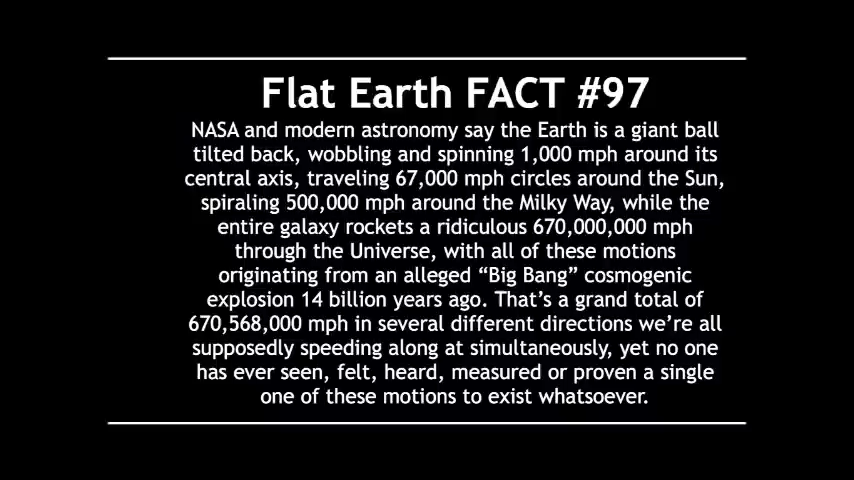 Flat Earth FACT #97
NASA and modern astronomy say the Earth is a giant ball
tilted back, wobbling and spinning 1,000 mph around its
central axis, traveling 67,000 mph circles around the Sun,
spiraling 500,000 mph around the Milky Way, while the
entire galaxy rockets a ridiculous 670,000,000 mph
through the Universe, with all of these motions
originating from an alleged “Big Bang” cosmogenic
explosion 14 billion years ago. That’s a grand total of
670,568,000 mph in several different directions we’re all
supposedly speeding along at simultaneously, yet no one
has ever seen, felt, heard, measured or proven a single
one of these motions to exist whatsoever.